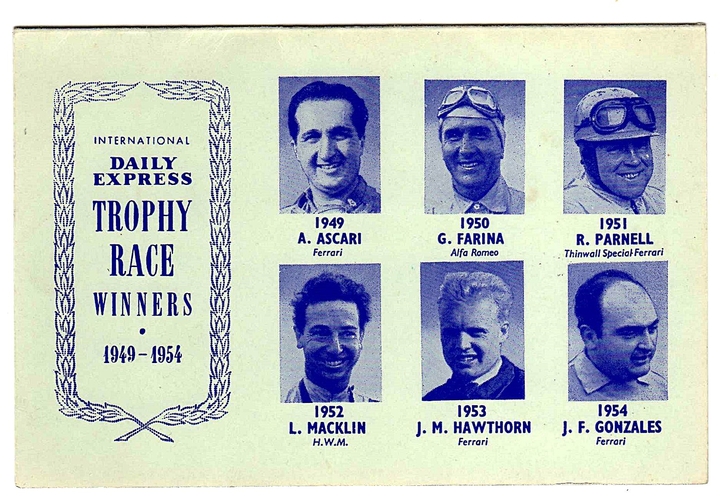 INTERNATIONAL
DAILY
EXPRESS
TROPHY
RACE
WINNERS
•
1949-1954
1949
A. ASCARI
Ferrari
1950
G. FARINA
Alfa Romeo
1951
R. PARNELL
Thinwall Special-Ferrari
1952
L. MACKLIN
H.W.M.
1953
J. M. HAWTHORN
Ferrari
1954
J. F. GONZALES
Ferrari